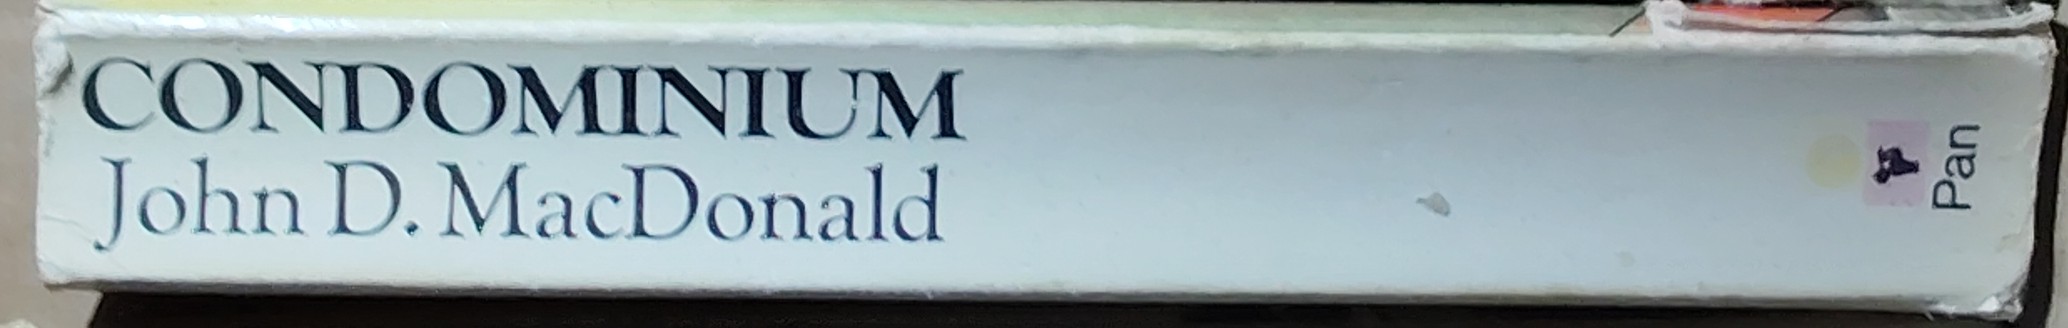 CONDOMINIUM
John D. MacDonald
Pan